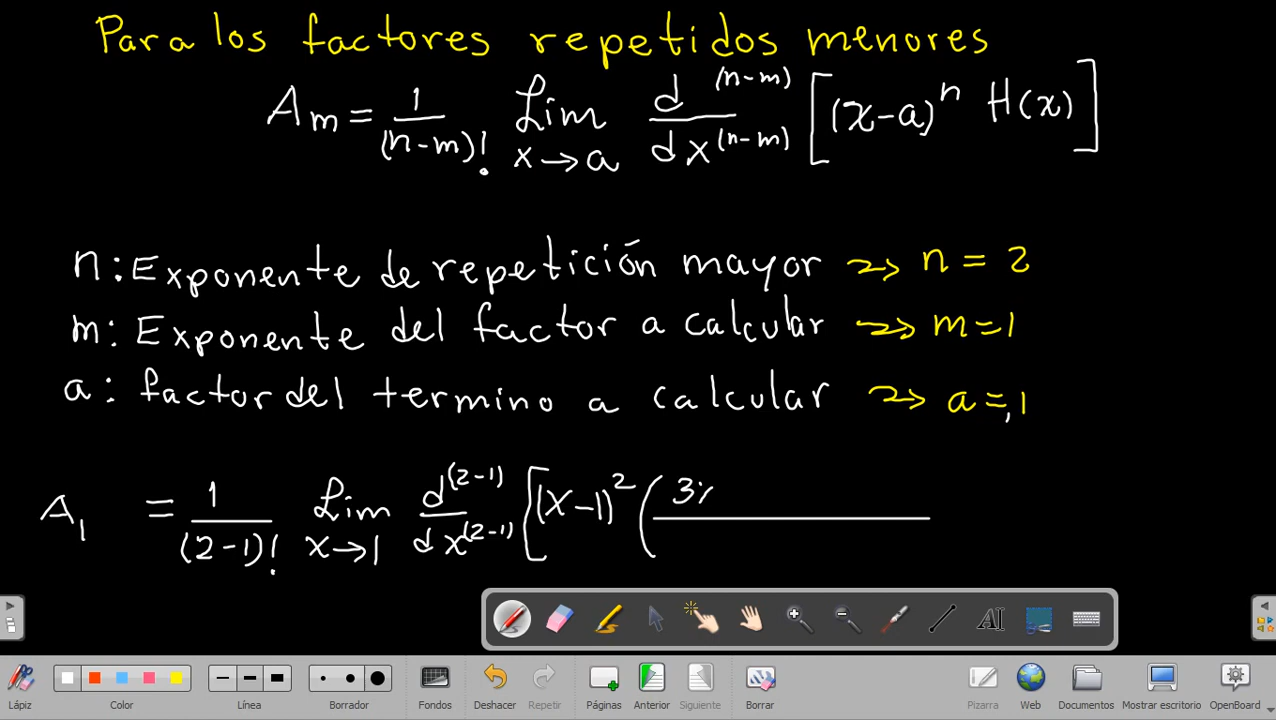 Para los factores repetidos menores
Am = 1/(n-m)! Lim x→a d^(n-m)/dx^(n-m) [(x-a)^n H(x)]
n: Exponente de repetición mayor ⇒ n = 2
m: Exponente del factor a calcular ⇒ m=1
a: factor del termino a calcular ⇒ a=,1
A1 = 1/(2-1)! Lim x→1 d^(2-1)/dx^(2-1) [(x-1)^2 (3x
Lápiz Color Línea Borrador Fondos Deshacer Repetir Páginas Anterior Siguiente Borrar Pizarra Web Documentos Mostrar escritorio OpenBoard